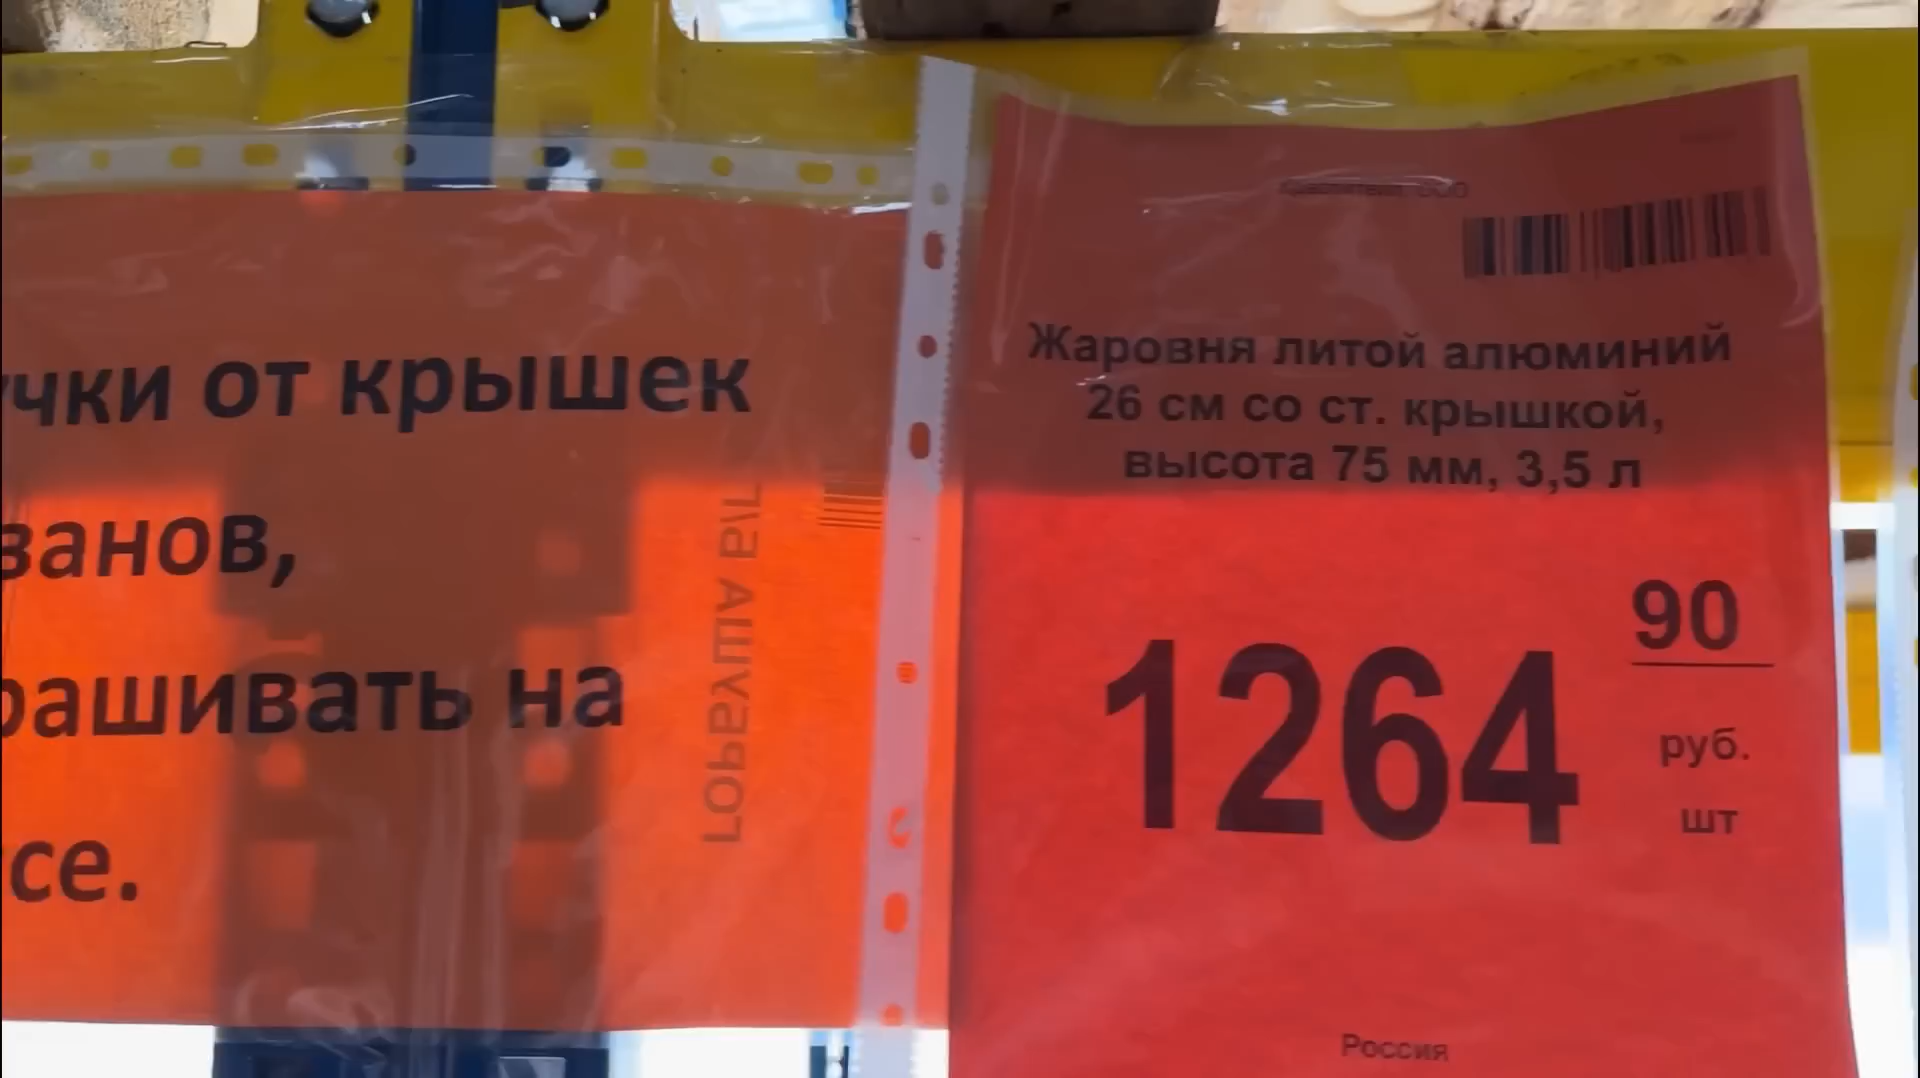 чки от крышек
ванов,
рашивать на
се.
ГОРБУША
Жаровня литой алюминий
26 см со ст. крышкой,
высота 75 мм, 3,5 л
1264
90
руб.
шт
Россия